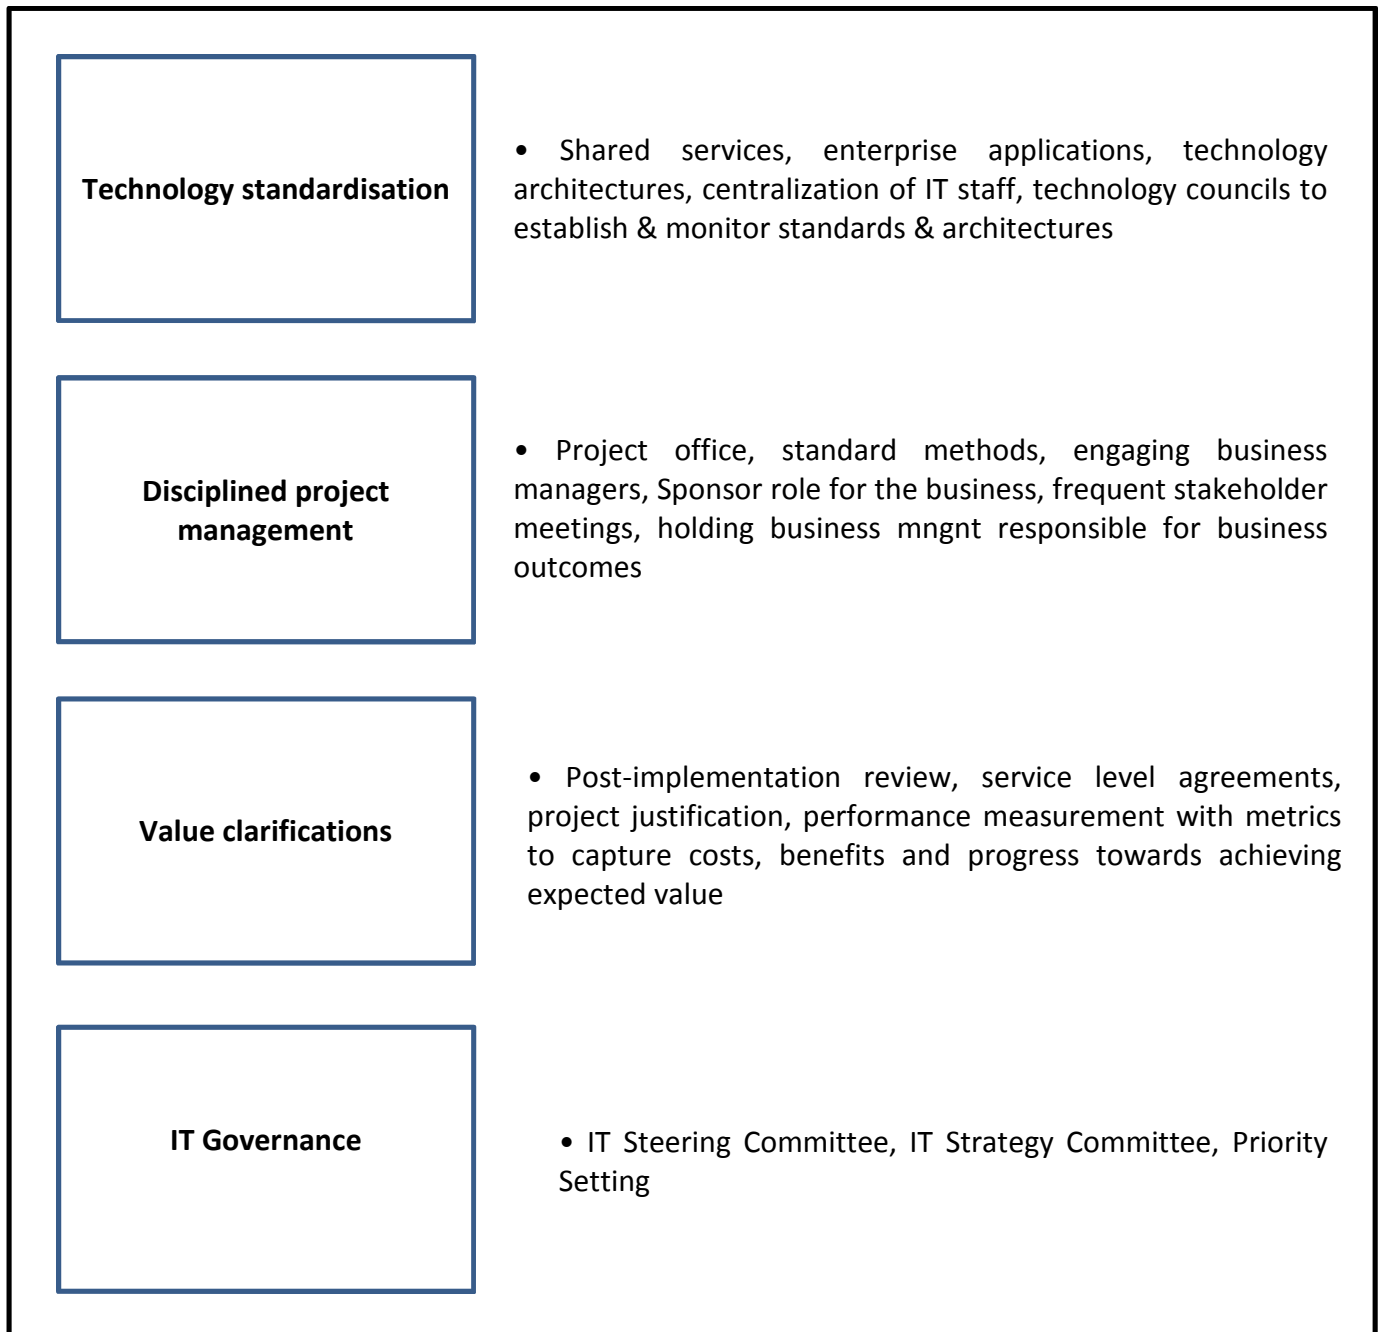 Technology standardisation
• Shared services, enterprise applications, technology
architectures, centralization of IT staff, technology councils to
establish & monitor standards & architectures
Disciplined project
management
• Project office, standard methods, engaging business
managers, Sponsor role for the business, frequent stakeholder
meetings, holding business mngnt responsible for business
outcomes
Value clarifications
• Post-implementation review, service level agreements,
project justification, performance measurement with metrics
to capture costs, benefits and progress towards achieving
expected value
IT Governance
• IT Steering Committee, IT Strategy Committee, Priority
Setting